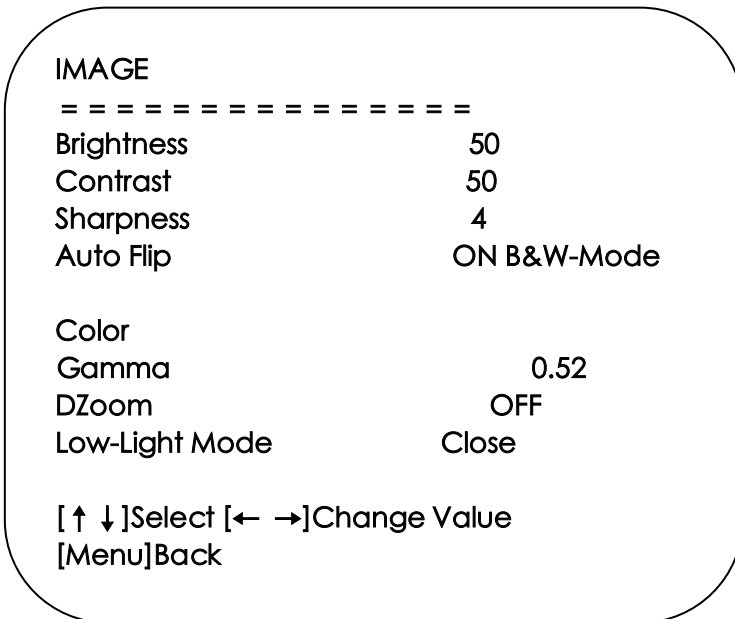 IMAGE
= = = = = = = = = = = = = = =
Brightness 50
Contrast 50
Sharpness 4
Auto Flip ON B&W-Mode
Color
Gamma 0.52
DZoom OFF
Low-Light Mode Close
[↑ ↓]Select [← →]Change Value
[Menu]Back